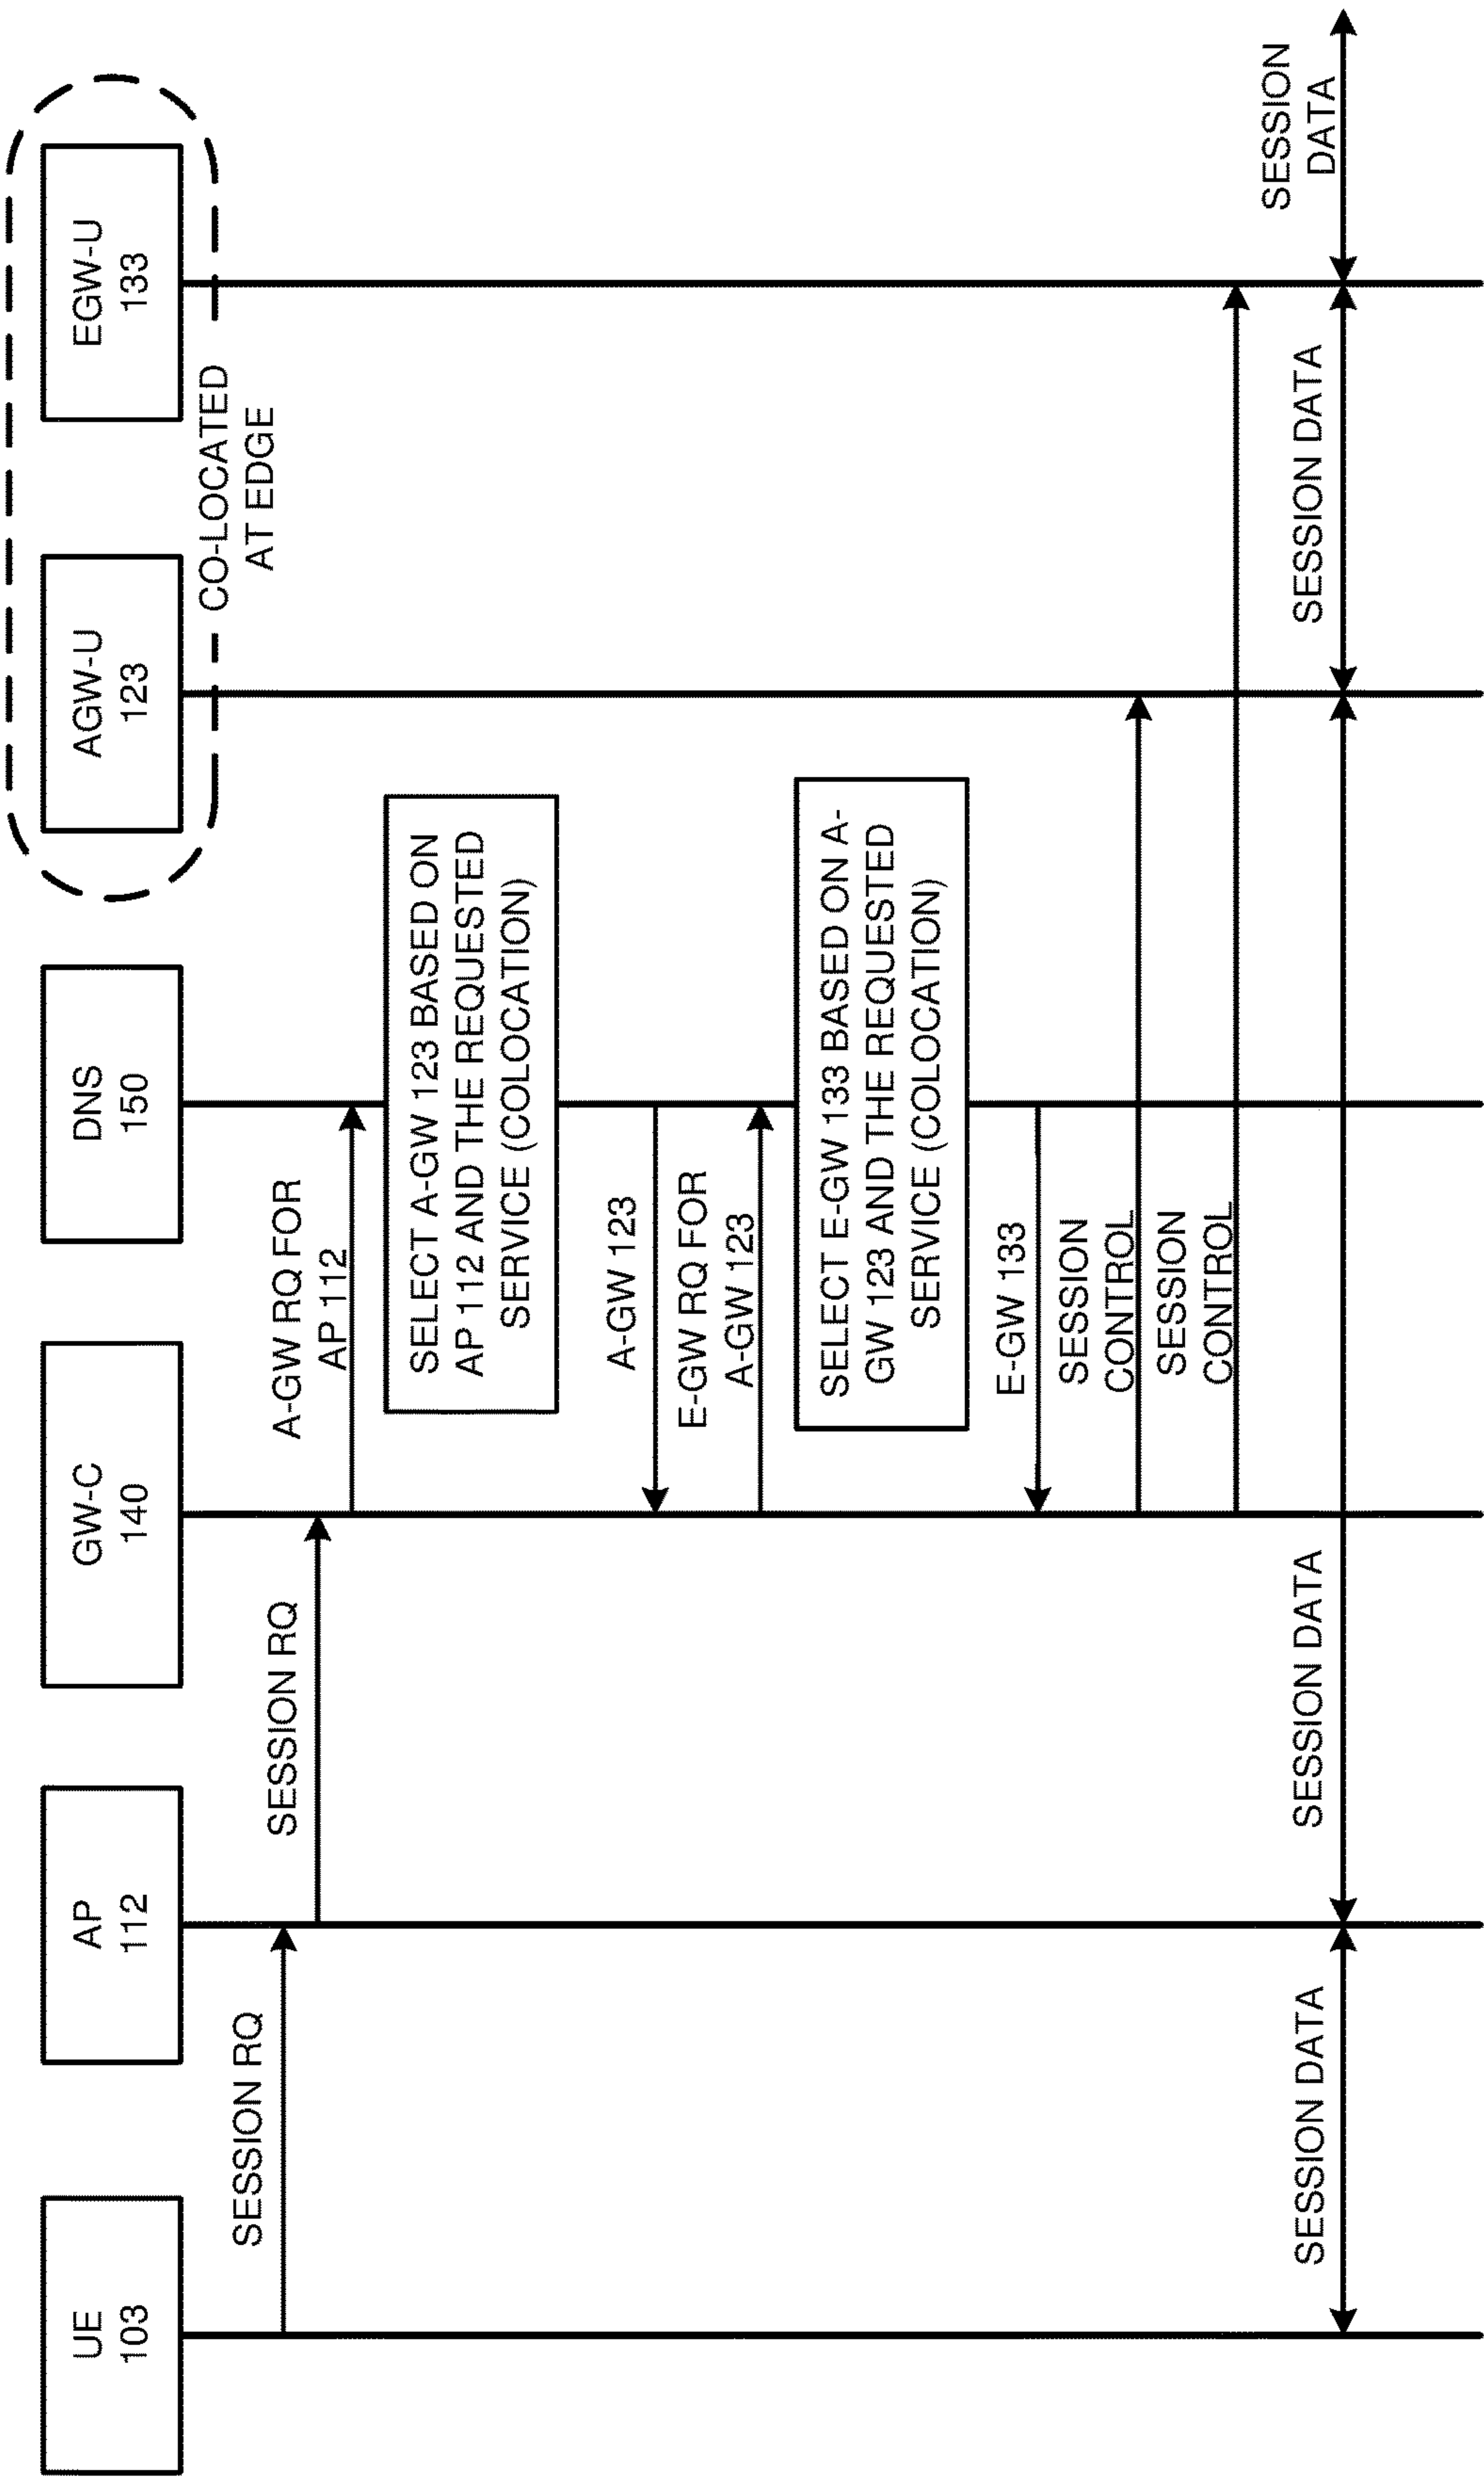 UE
103
AP
112
GW-C
140
DNS
150
AGW-U
123
EGW-U
133
CO-LOCATED
AT EDGE
SESSION RQ
SESSION RQ
A-GW RQ FOR
AP 112
SELECT A-GW 123 BASED ON
AP 112 AND THE REQUESTED
SERVICE (COLOCATION)
A-GW 123
E-GW RQ FOR
A-GW 123
SELECT E-GW 133 BASED ON A-
GW 123 AND THE REQUESTED
SERVICE (COLOCATION)
E-GW 133
SESSION
CONTROL
SESSION
CONTROL
SESSION DATA
SESSION DATA
SESSION DATA
SESSION
DATA